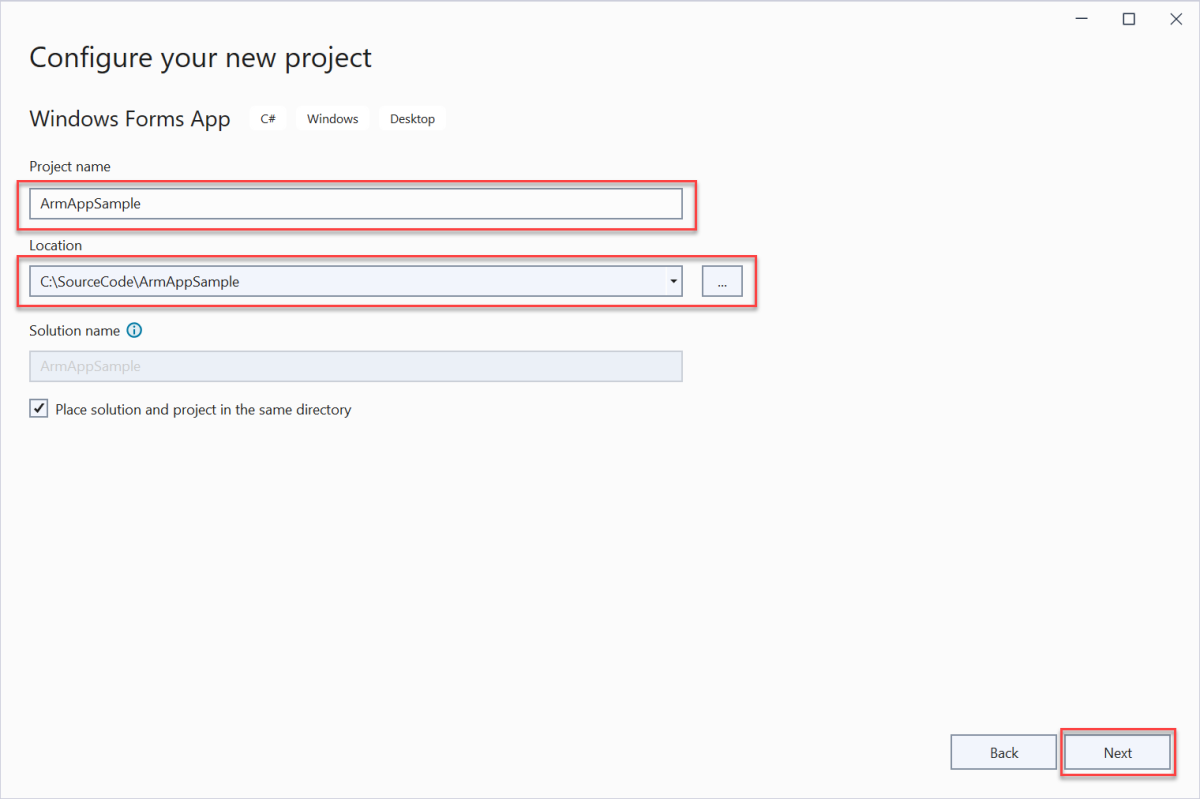 Configure your new project
Windows Forms App C# Windows Desktop
Project name
ArmAppSample
Location
C:\SourceCode\ArmAppSample
...
Solution name
ArmAppSample
Place solution and project in the same directory
Back Next